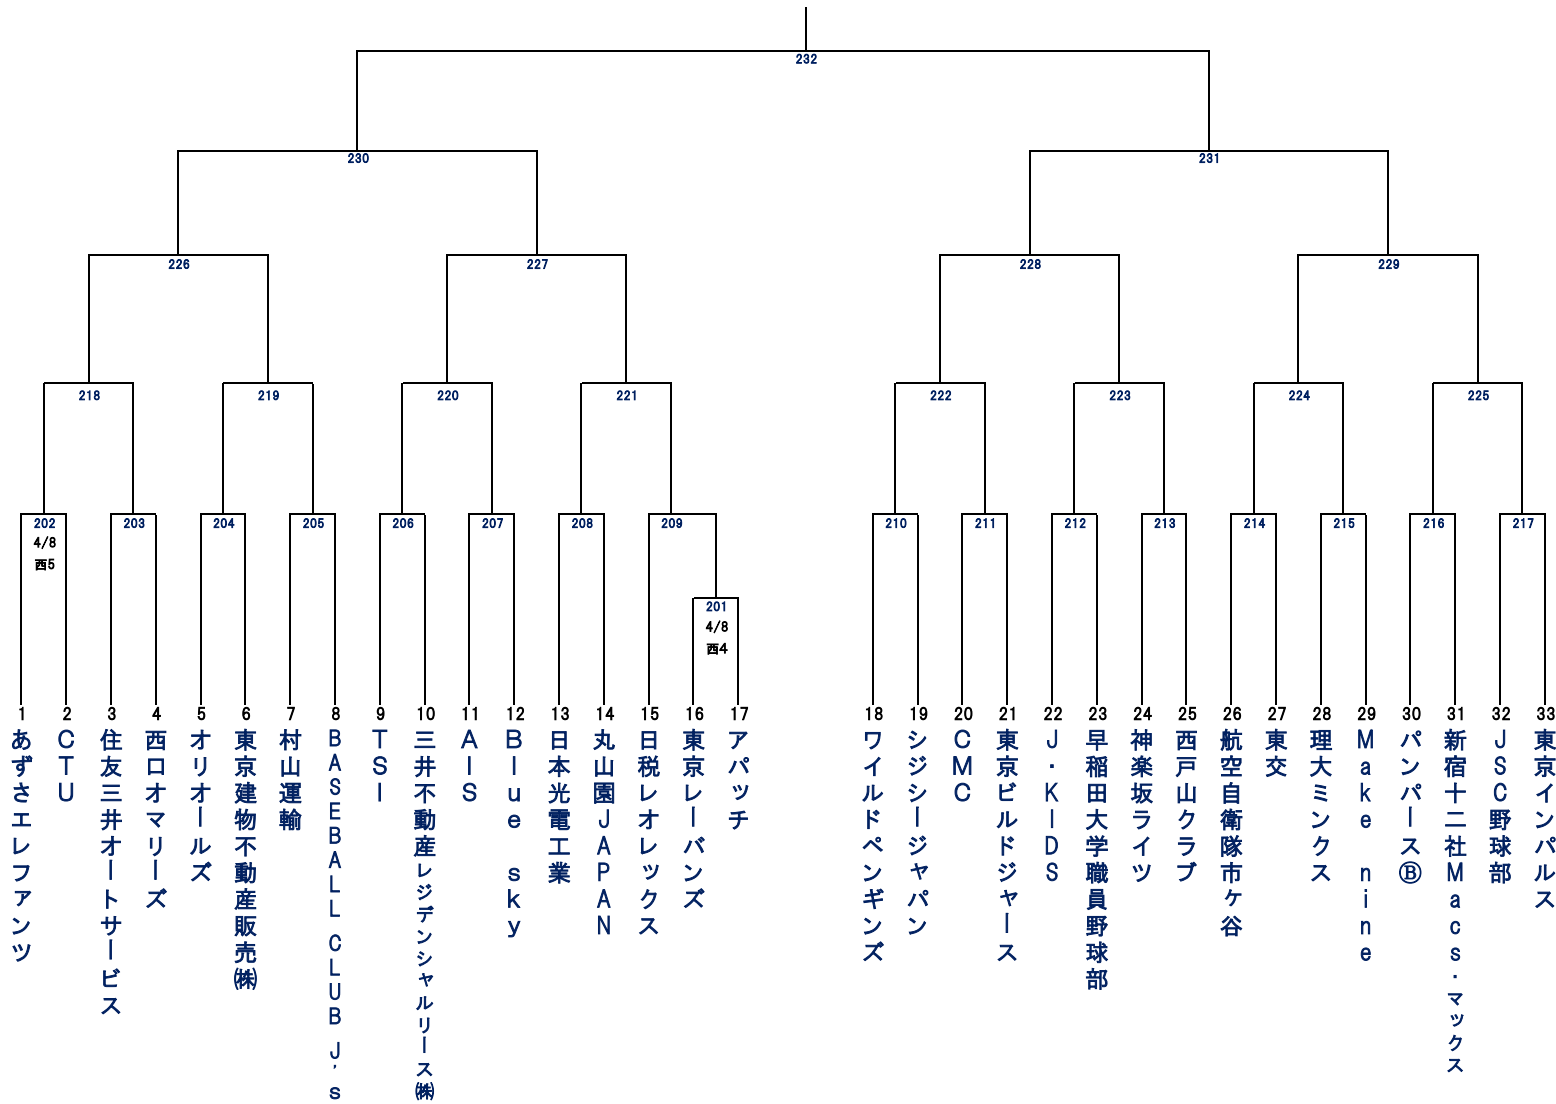 232
230
231
226
227
228
229
218
219
220
221
222
223
224
225
202
203
204
205
206
207
208
209
210
211
212
213
214
215
216
217
4/8
西5
201
4/8
西4
1
2
3
4
5
6
7
8
9
10
11
12
13
14
15
16
17
18
19
20
21
22
23
24
25
26
27
28
29
30
31
32
33
あずさエレファンツ
CTU
住友三井オートサービス
西口オマリーズ
オリオールズ
東京建物不動産販売㈱
村山運輸
BASEBALL CLUB J's
TSI
三井不動産レジデンシャルリース㈱
AIS
Blue sky
日本光電工業
丸山園JAPAN
日税レオレックス
東京レーバンズ
アパッチ
ワイルドペンギンズ
シジシージャパン
CMC
東京ビルドジャース
J・KIDS
早稲田大学職員野球部
神楽坂ライツ
西戸山クラブ
航空自衛隊市ヶ谷
東交
理大ミンクス
Make nine
パンパースⒷ
新宿十二社Macs・マックス
JSC野球部
東京インパルス